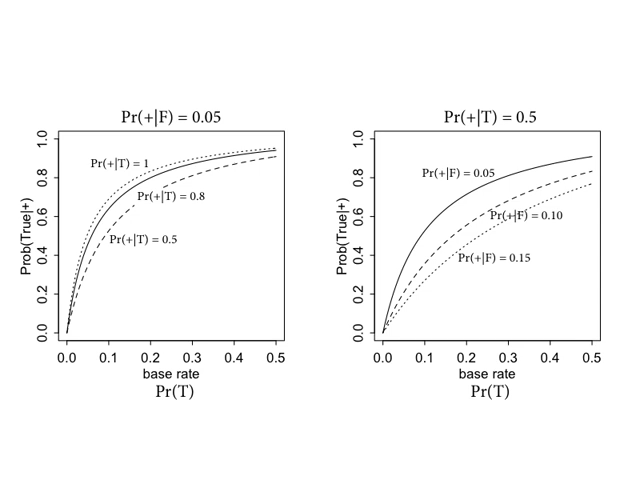 Pr(+|F) = 0.05
Prob(True|+)
1.0
0.8
0.6
0.4
0.2
0.0
Pr(+|T) = 1
Pr(+|T) = 0.8
Pr(+|T) = 0.5
0.0 0.1 0.2 0.3 0.4 0.5
base rate
Pr(T)
Pr(+|T) = 0.5
Prob(True|+)
1.0
0.8
0.6
0.4
0.2
0.0
Pr(+|F) = 0.05
Pr(+|F) = 0.10
Pr(+|F) = 0.15
0.0 0.1 0.2 0.3 0.4 0.5
base rate
Pr(T)